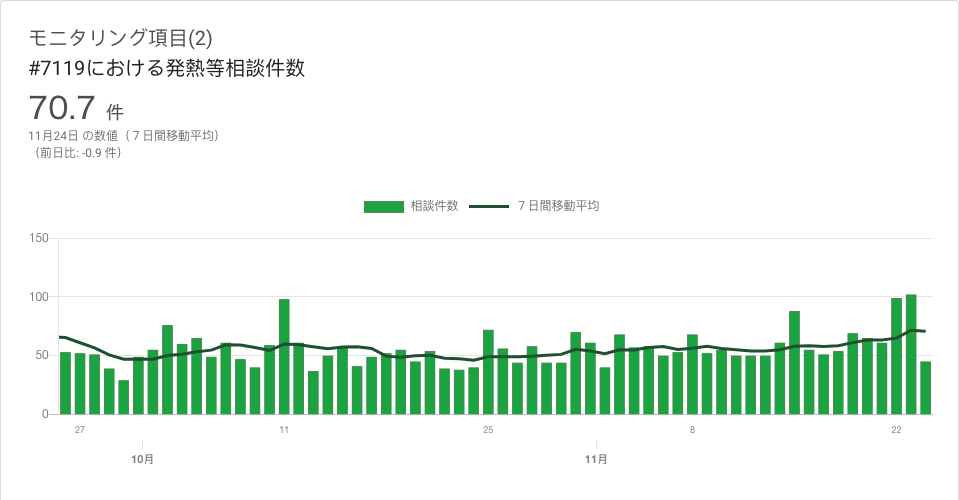 モニタリング項目(2)
#7119における発熱等相談件数
70.7 件
11月24日 の数値（７日間移動平均）
（前日比: -0.9 件）
相談件数 ７日間移動平均
150
100
50
0
27 11 25 8 22
10月 11月